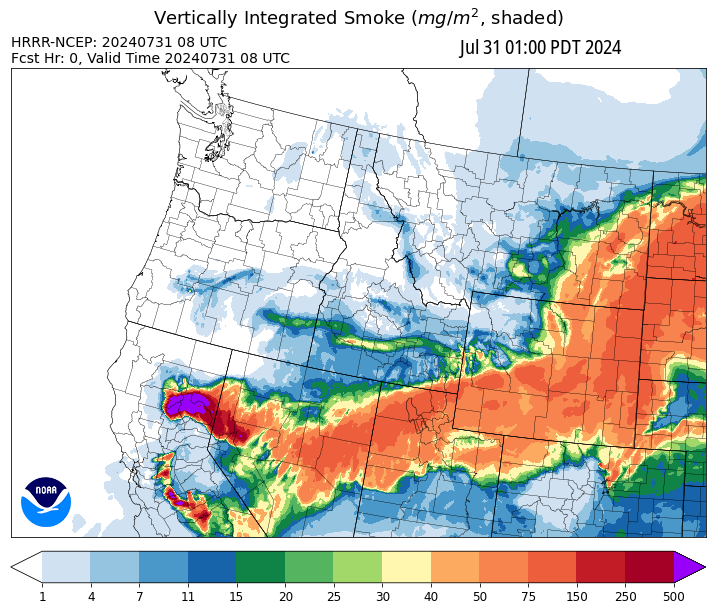 Vertically Integrated Smoke (mg/m², shaded)
HRRR-NCEP: 20240731 08 UTC
Fcst Hr: 0, Valid Time 20240731 08 UTC
Jul 31 01:00 PDT 2024
NOAA
1 4 7 11 15 20 25 30 40 50 75 150 250 500